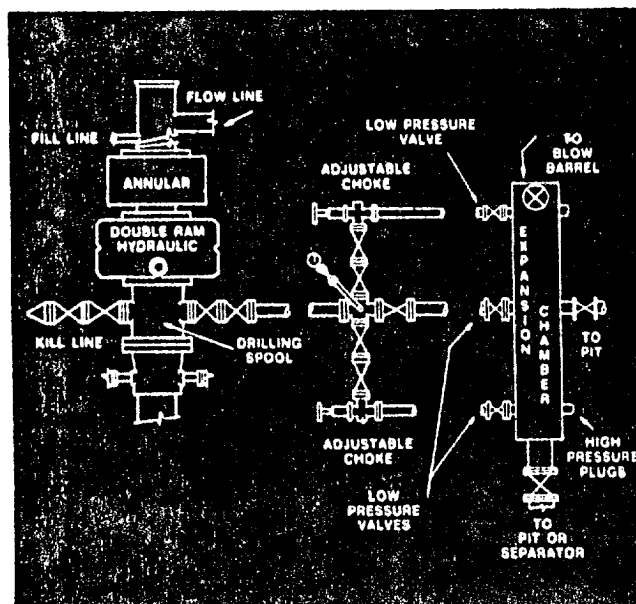 FLOW LINE
FILL LINE
ANNULAR
DOUBLE RAM
HYDRAULIC
KILL LINE
DRILLING
SPOOL
ADJUSTABLE
CHOKE
ADJUSTABLE
CHOKE
LOW PRESSURE
VALVE
TO
BLOW
BARREL
EXPANSION
CHAMBER
TO
PIT
HIGH
PRESSURE
PLUGS
LOW
PRESSURE
VALVES
TO
PIT OR
SEPARATOR